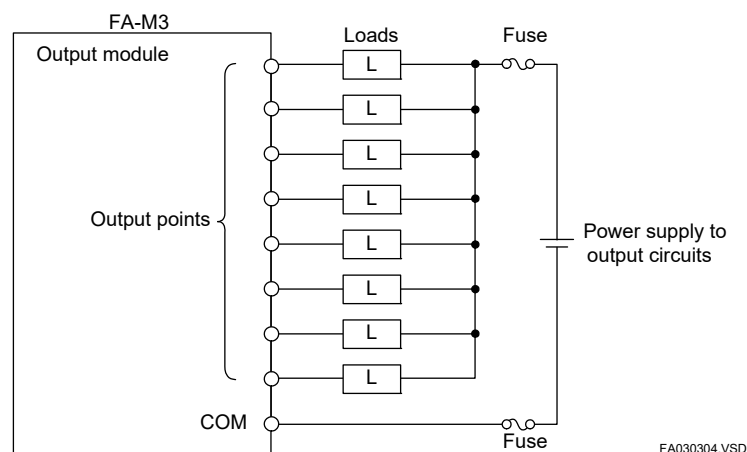 FA-M3
Output module
Loads
Fuse
L
L
L
L
Output points
L
L
L
L
Power supply to
output circuits
COM
Fuse
FA030304.VSD